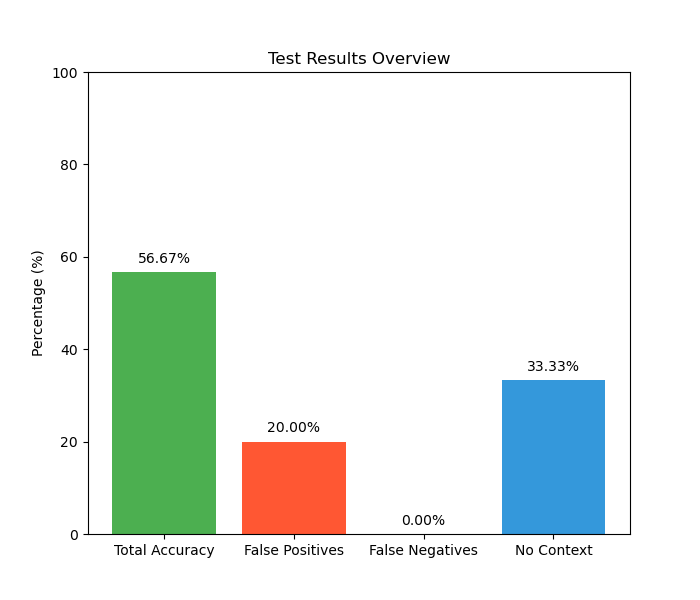 Test Results Overview
Percentage (%)
100
80
60
40
20
0
56.67%
20.00%
0.00%
33.33%
Total Accuracy
False Positives
False Negatives
No Context